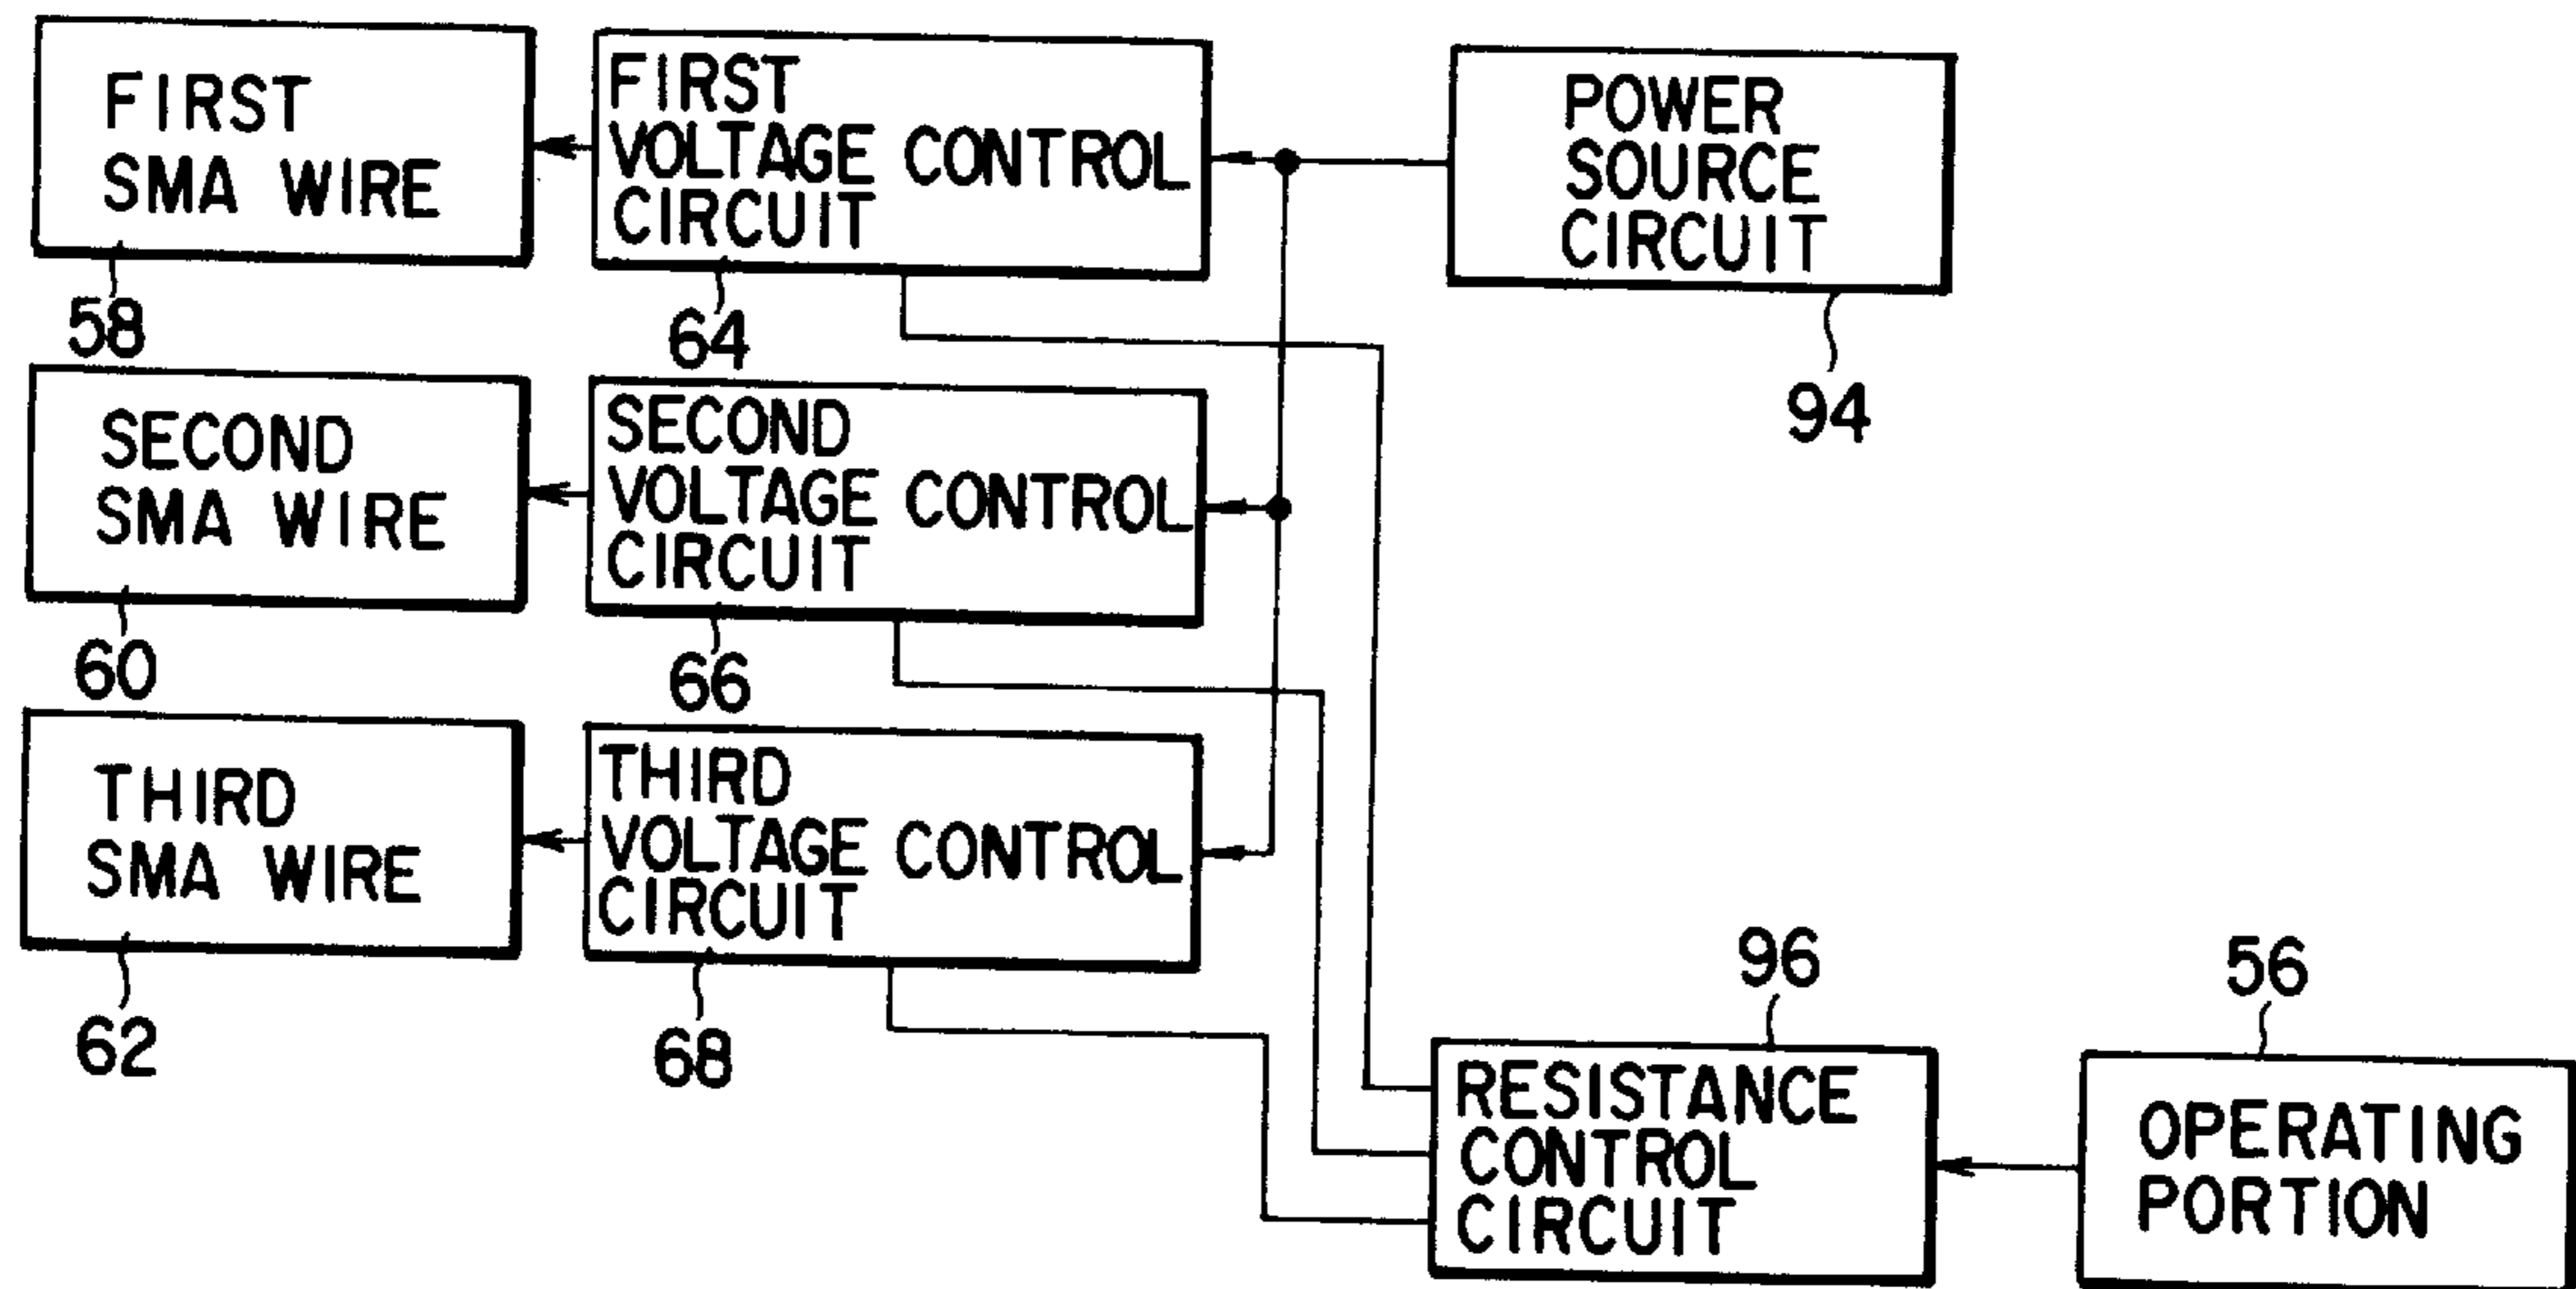 FIRST
SMA WIRE
58
FIRST
VOLTAGE CONTROL
CIRCUIT
64
POWER
SOURCE
CIRCUIT
94
SECOND
SMA WIRE
60
SECOND
VOLTAGE CONTROL
CIRCUIT
66
THIRD
SMA WIRE
62
THIRD
VOLTAGE CONTROL
CIRCUIT
68
96
RESISTANCE
CONTROL
CIRCUIT
56
OPERATING
PORTION